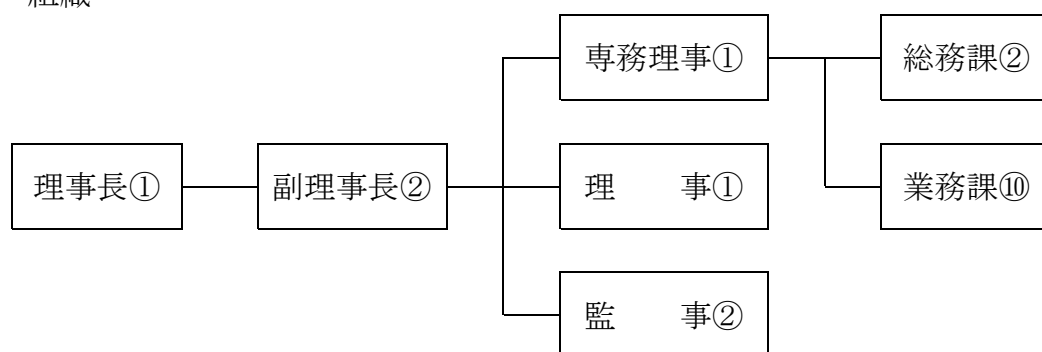 組織
専務理事①
総務課②
理事長①
副理事長②
理　　事①
業務課⑩
監　　事②